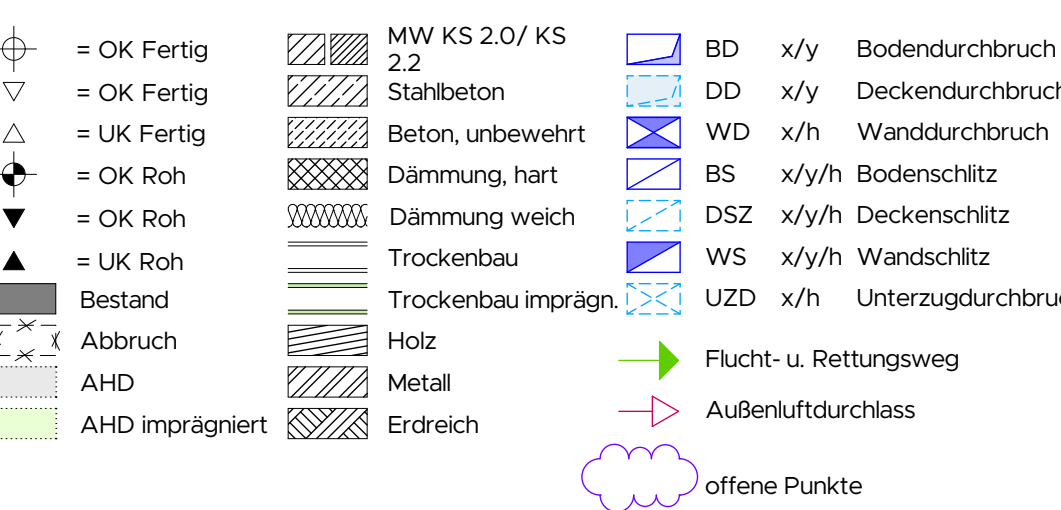 = OK Fertig
= OK Fertig
= UK Fertig
= OK Roh
= OK Roh
= UK Roh
Bestand
Abbruch
AHD
AHD imprägniert
MW KS 2.0/ KS
2.2
Stahlbeton
Beton, unbewehrt
Dämmung, hart
Dämmung weich
Trockenbau
Trockenbau imprägn.
Holz
Metall
Erdreich
BD x/y Bodendurchbruch
DD x/y Deckendurchbruch
WD x/h Wanddurchbruch
BS x/y/h Bodenschlitz
DSZ x/y/h Deckenschlitz
WS x/y/h Wandschlitz
UZD x/h Unterzugdurchbruc
Flucht- u. Rettungsweg
Außenluftdurchlass
offene Punkte